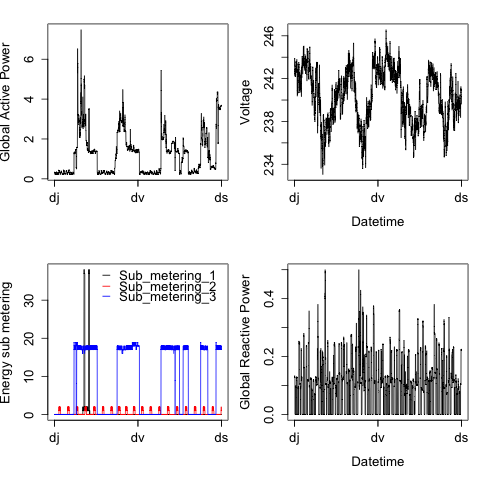 Global Active Power
0 2 4 6
dj dv ds
Voltage
234 238 242 246
dj dv ds
Datetime
Energy sub metering
0 10 20 30
Sub_metering_1
Sub_metering_2
Sub_metering_3
dj dv ds
Global Reactive Power
0.0 0.2 0.4
dj dv ds
Datetime